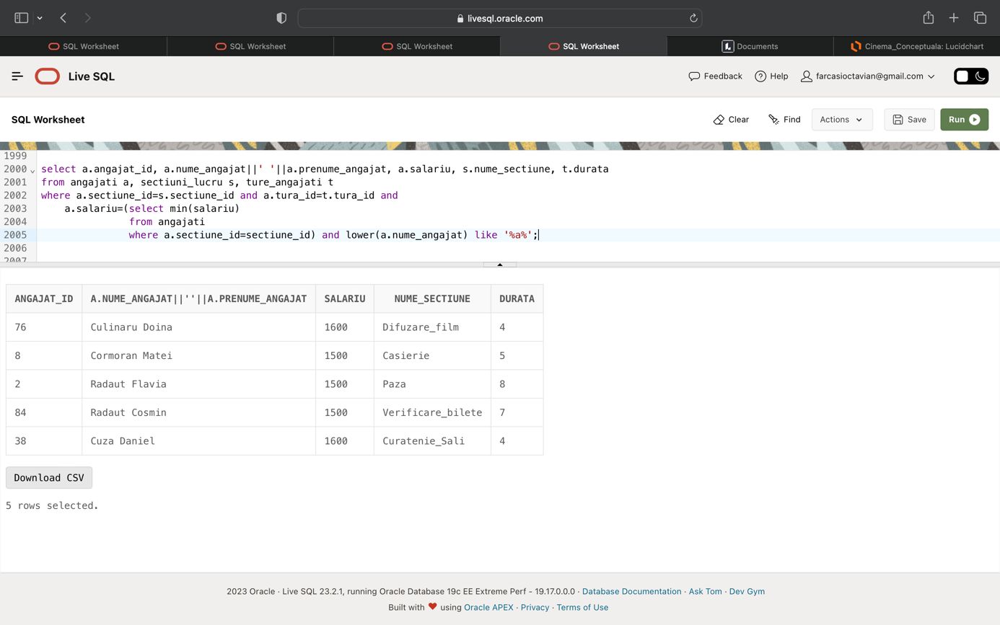 livesql.oracle.com
SQL Worksheet
SQL Worksheet
SQL Worksheet
SQL Worksheet
Documents
Cinema_Conceptuala: Lucidchart
Live SQL
Feedback
Help
farcasioctavian@gmail.com
SQL Worksheet
Clear
Find
Actions
Save
Run
1999
2000 select a.angajat_id, a.nume_angajat||' '||a.prenume_angajat, a.salariu, s.nume_sectiune, t.durata
2001 from angajati a, sectiuni_lucru s, ture_angajati t
2002 where a.sectiune_id=s.sectiune_id and a.tura_id=t.tura_id and
2003 a.salariu=(select min(salariu)
2004 from angajati
2005 where a.sectiune_id=sectiune_id) and lower(a.nume_angajat) like '%a%';
2006
2007
ANGAJAT_ID A.NUME_ANGAJAT||''||A.PRENUME_ANGAJAT SALARIU NUME_SECTIUNE DURATA
76 Culinaru Doina 1600 Difuzare_film 4
8 Cormoran Matei 1500 Casierie 5
2 Radaut Flavia 1500 Paza 8
84 Radaut Cosmin 1500 Verificare_bilete 7
38 Cuza Daniel 1600 Curatenie_Sali 4
Download CSV
5 rows selected.
2023 Oracle · Live SQL 23.2.1, running Oracle Database 19c EE Extreme Perf - 19.17.0.0.0 · Database Documentation · Ask Tom · Dev Gym
Built with ❤ using Oracle APEX · Privacy · Terms of Use